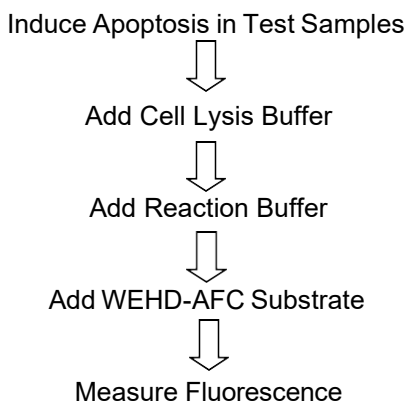 Induce Apoptosis in Test Samples
Add Cell Lysis Buffer
Add Reaction Buffer
Add WEHD-AFC Substrate
Measure Fluorescence